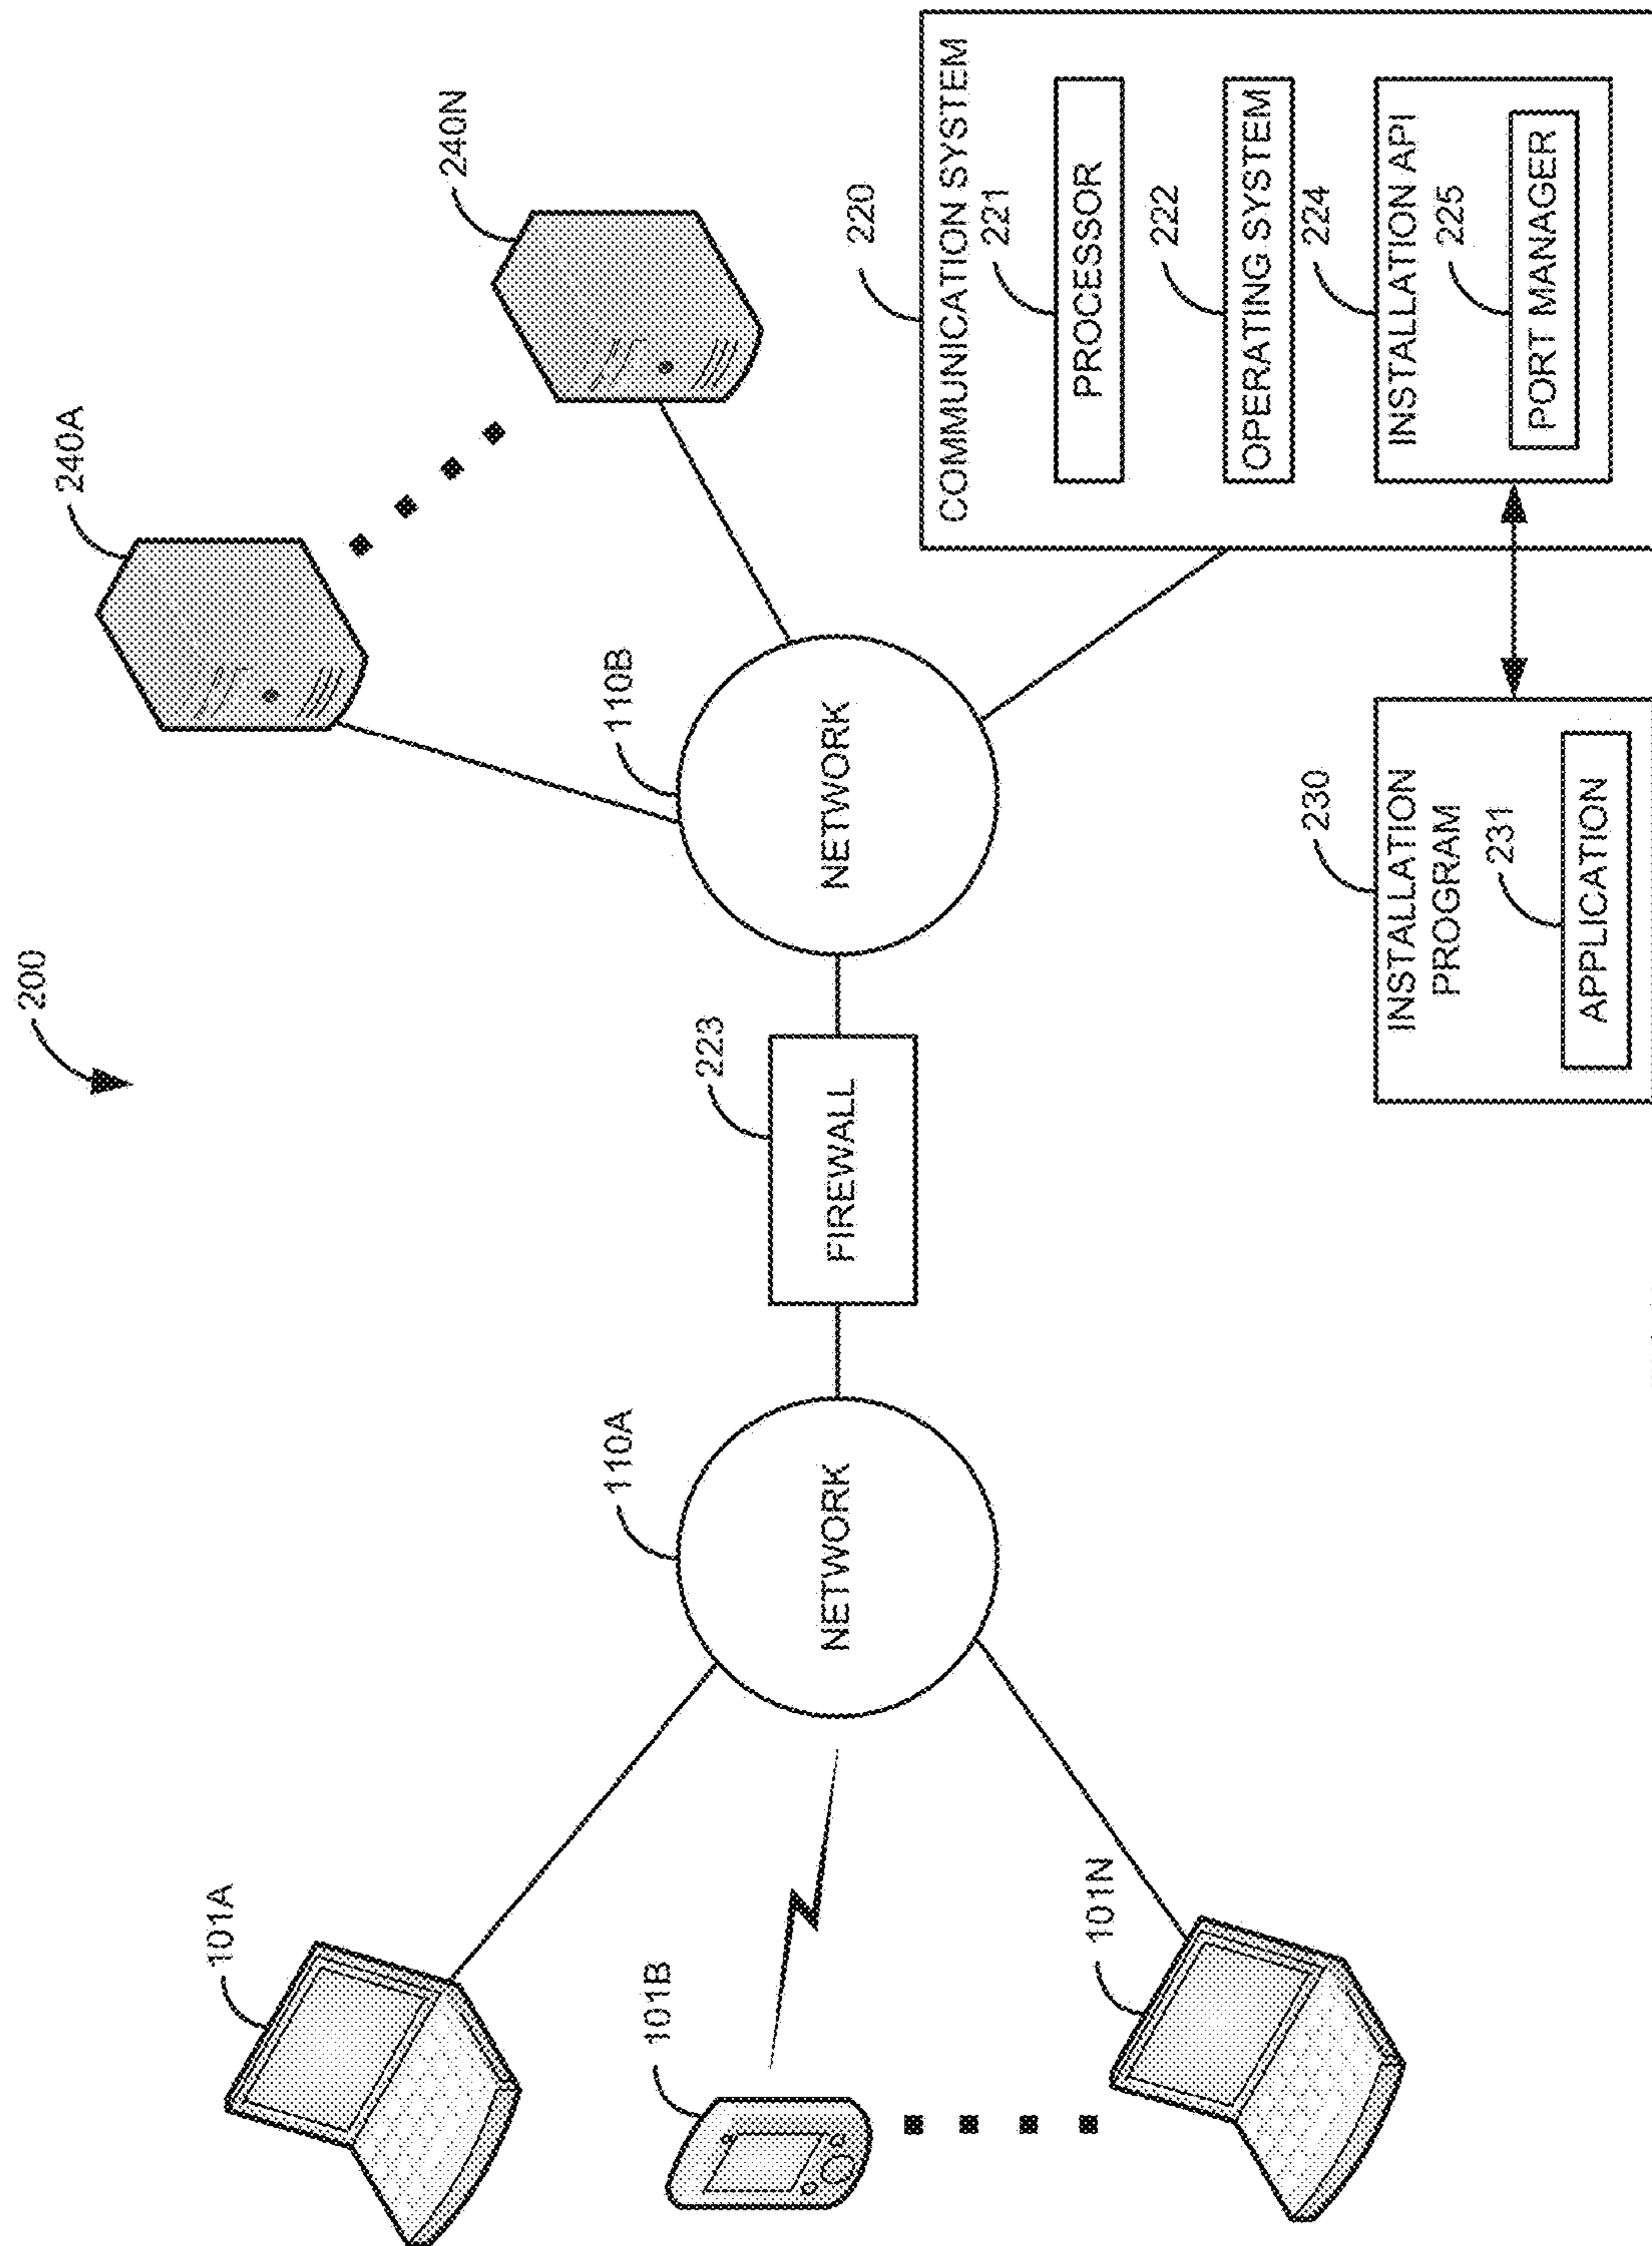 200
101A
101B
101N
110A
NETWORK
223
FIREWALL
110B
NETWORK
240A
240N
220
COMMUNICATION SYSTEM
221
PROCESSOR
222
OPERATING SYSTEM
224
INSTALLATION API
225
PORT MANAGER
230
INSTALLATION
PROGRAM
231
APPLICATION